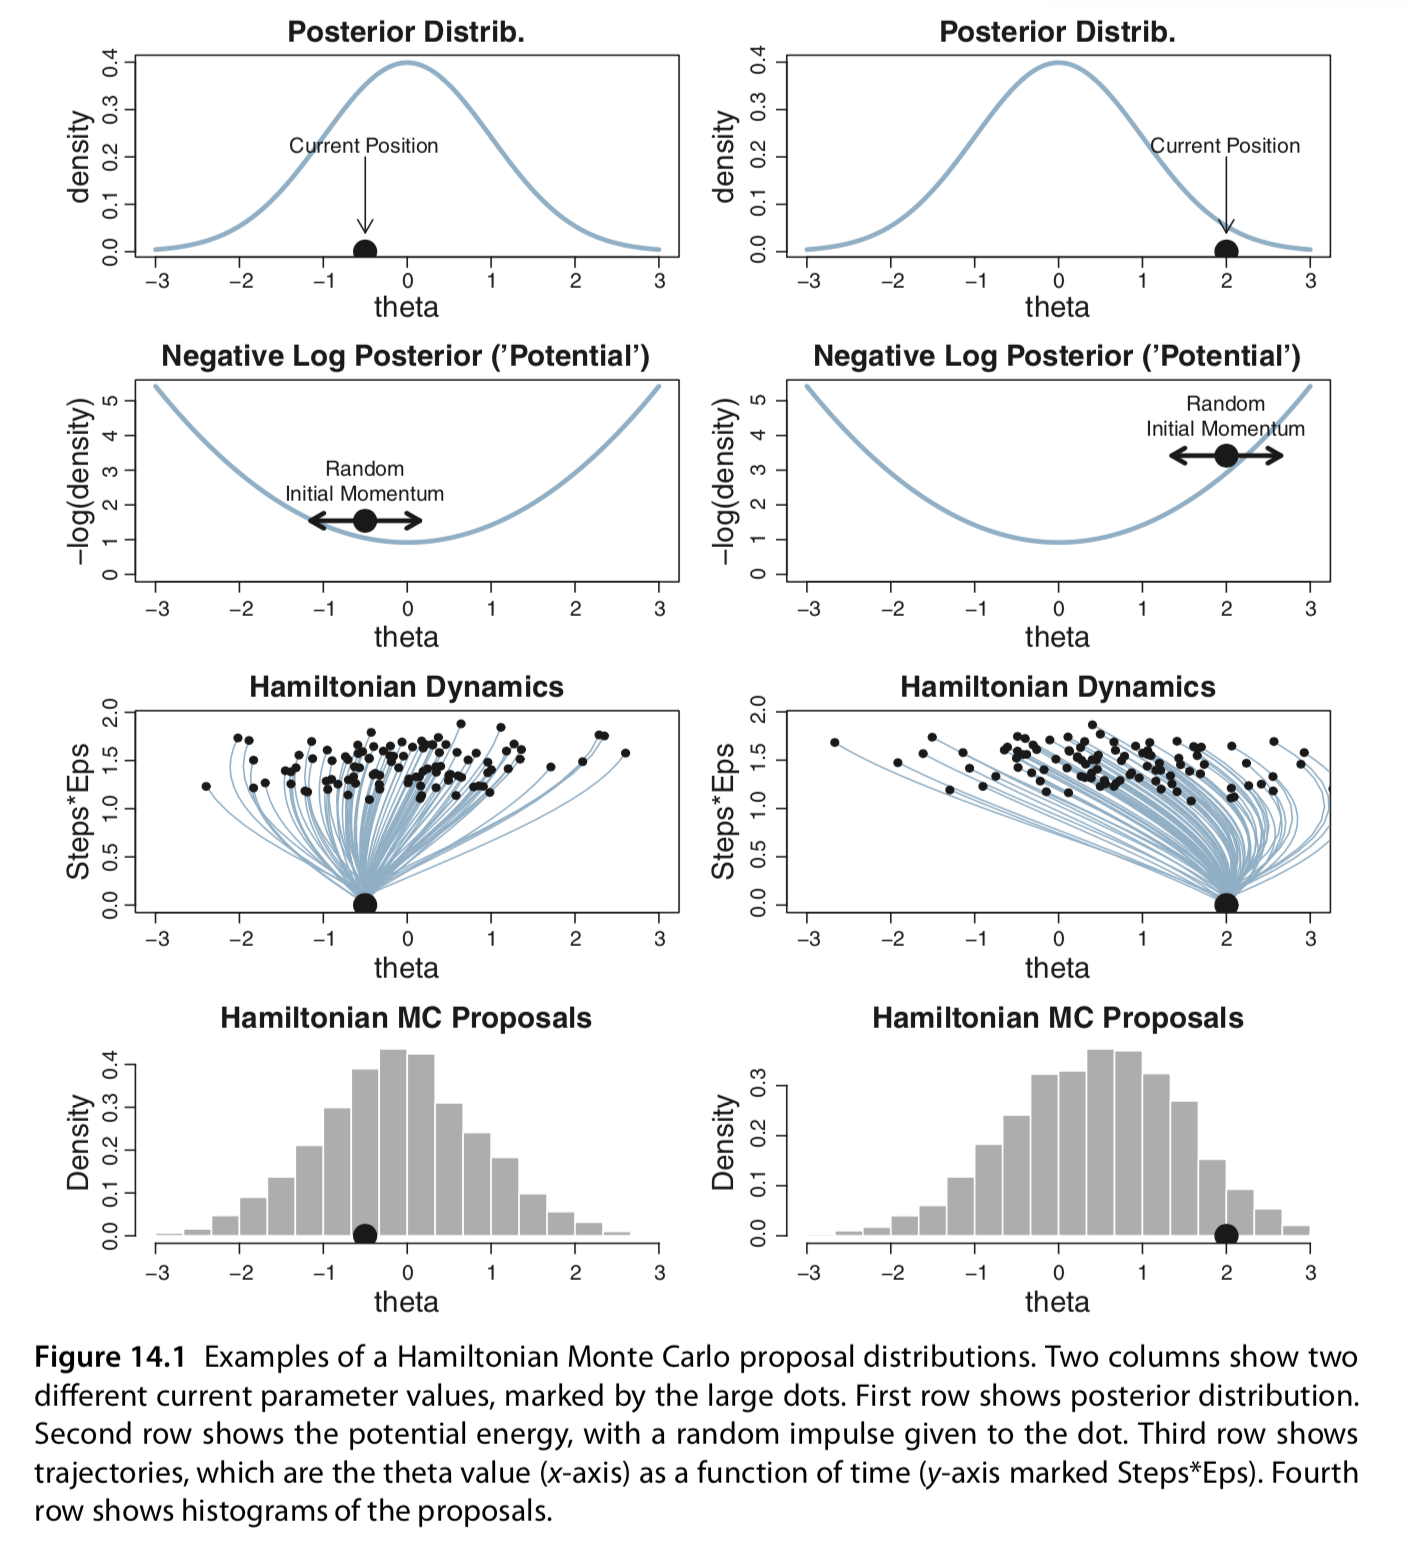 Posterior Distrib.
density
0.0 0.1 0.2 0.3 0.4
Current Position
−3 −2 −1 0 1 2 3
theta
Posterior Distrib.
density
0.0 0.1 0.2 0.3 0.4
Current Position
−3 −2 −1 0 1 2 3
theta
Negative Log Posterior (’Potential’)
−log(density)
0 1 2 3 4 5
Random
Initial Momentum
−3 −2 −1 0 1 2 3
theta
Negative Log Posterior (’Potential’)
−log(density)
0 1 2 3 4 5
Random
Initial Momentum
−3 −2 −1 0 1 2 3
theta
Hamiltonian Dynamics
Steps*Eps
0.0 0.5 1.0 1.5 2.0
−3 −2 −1 0 1 2 3
theta
Hamiltonian Dynamics
Steps*Eps
0.0 0.5 1.0 1.5 2.0
−3 −2 −1 0 1 2 3
theta
Hamiltonian MC Proposals
Density
0.0 0.1 0.2 0.3 0.4
−3 −2 −1 0 1 2 3
theta
Hamiltonian MC Proposals
Density
0.0 0.1 0.2 0.3
−3 −2 −1 0 1 2 3
theta
Figure 14.1 Examples of a Hamiltonian Monte Carlo proposal distributions. Two columns show two
different current parameter values, marked by the large dots. First row shows posterior distribution.
Second row shows the potential energy, with a random impulse given to the dot. Third row shows
trajectories, which are the theta value (x-axis) as a function of time (y-axis marked Steps*Eps). Fourth
row shows histograms of the proposals.